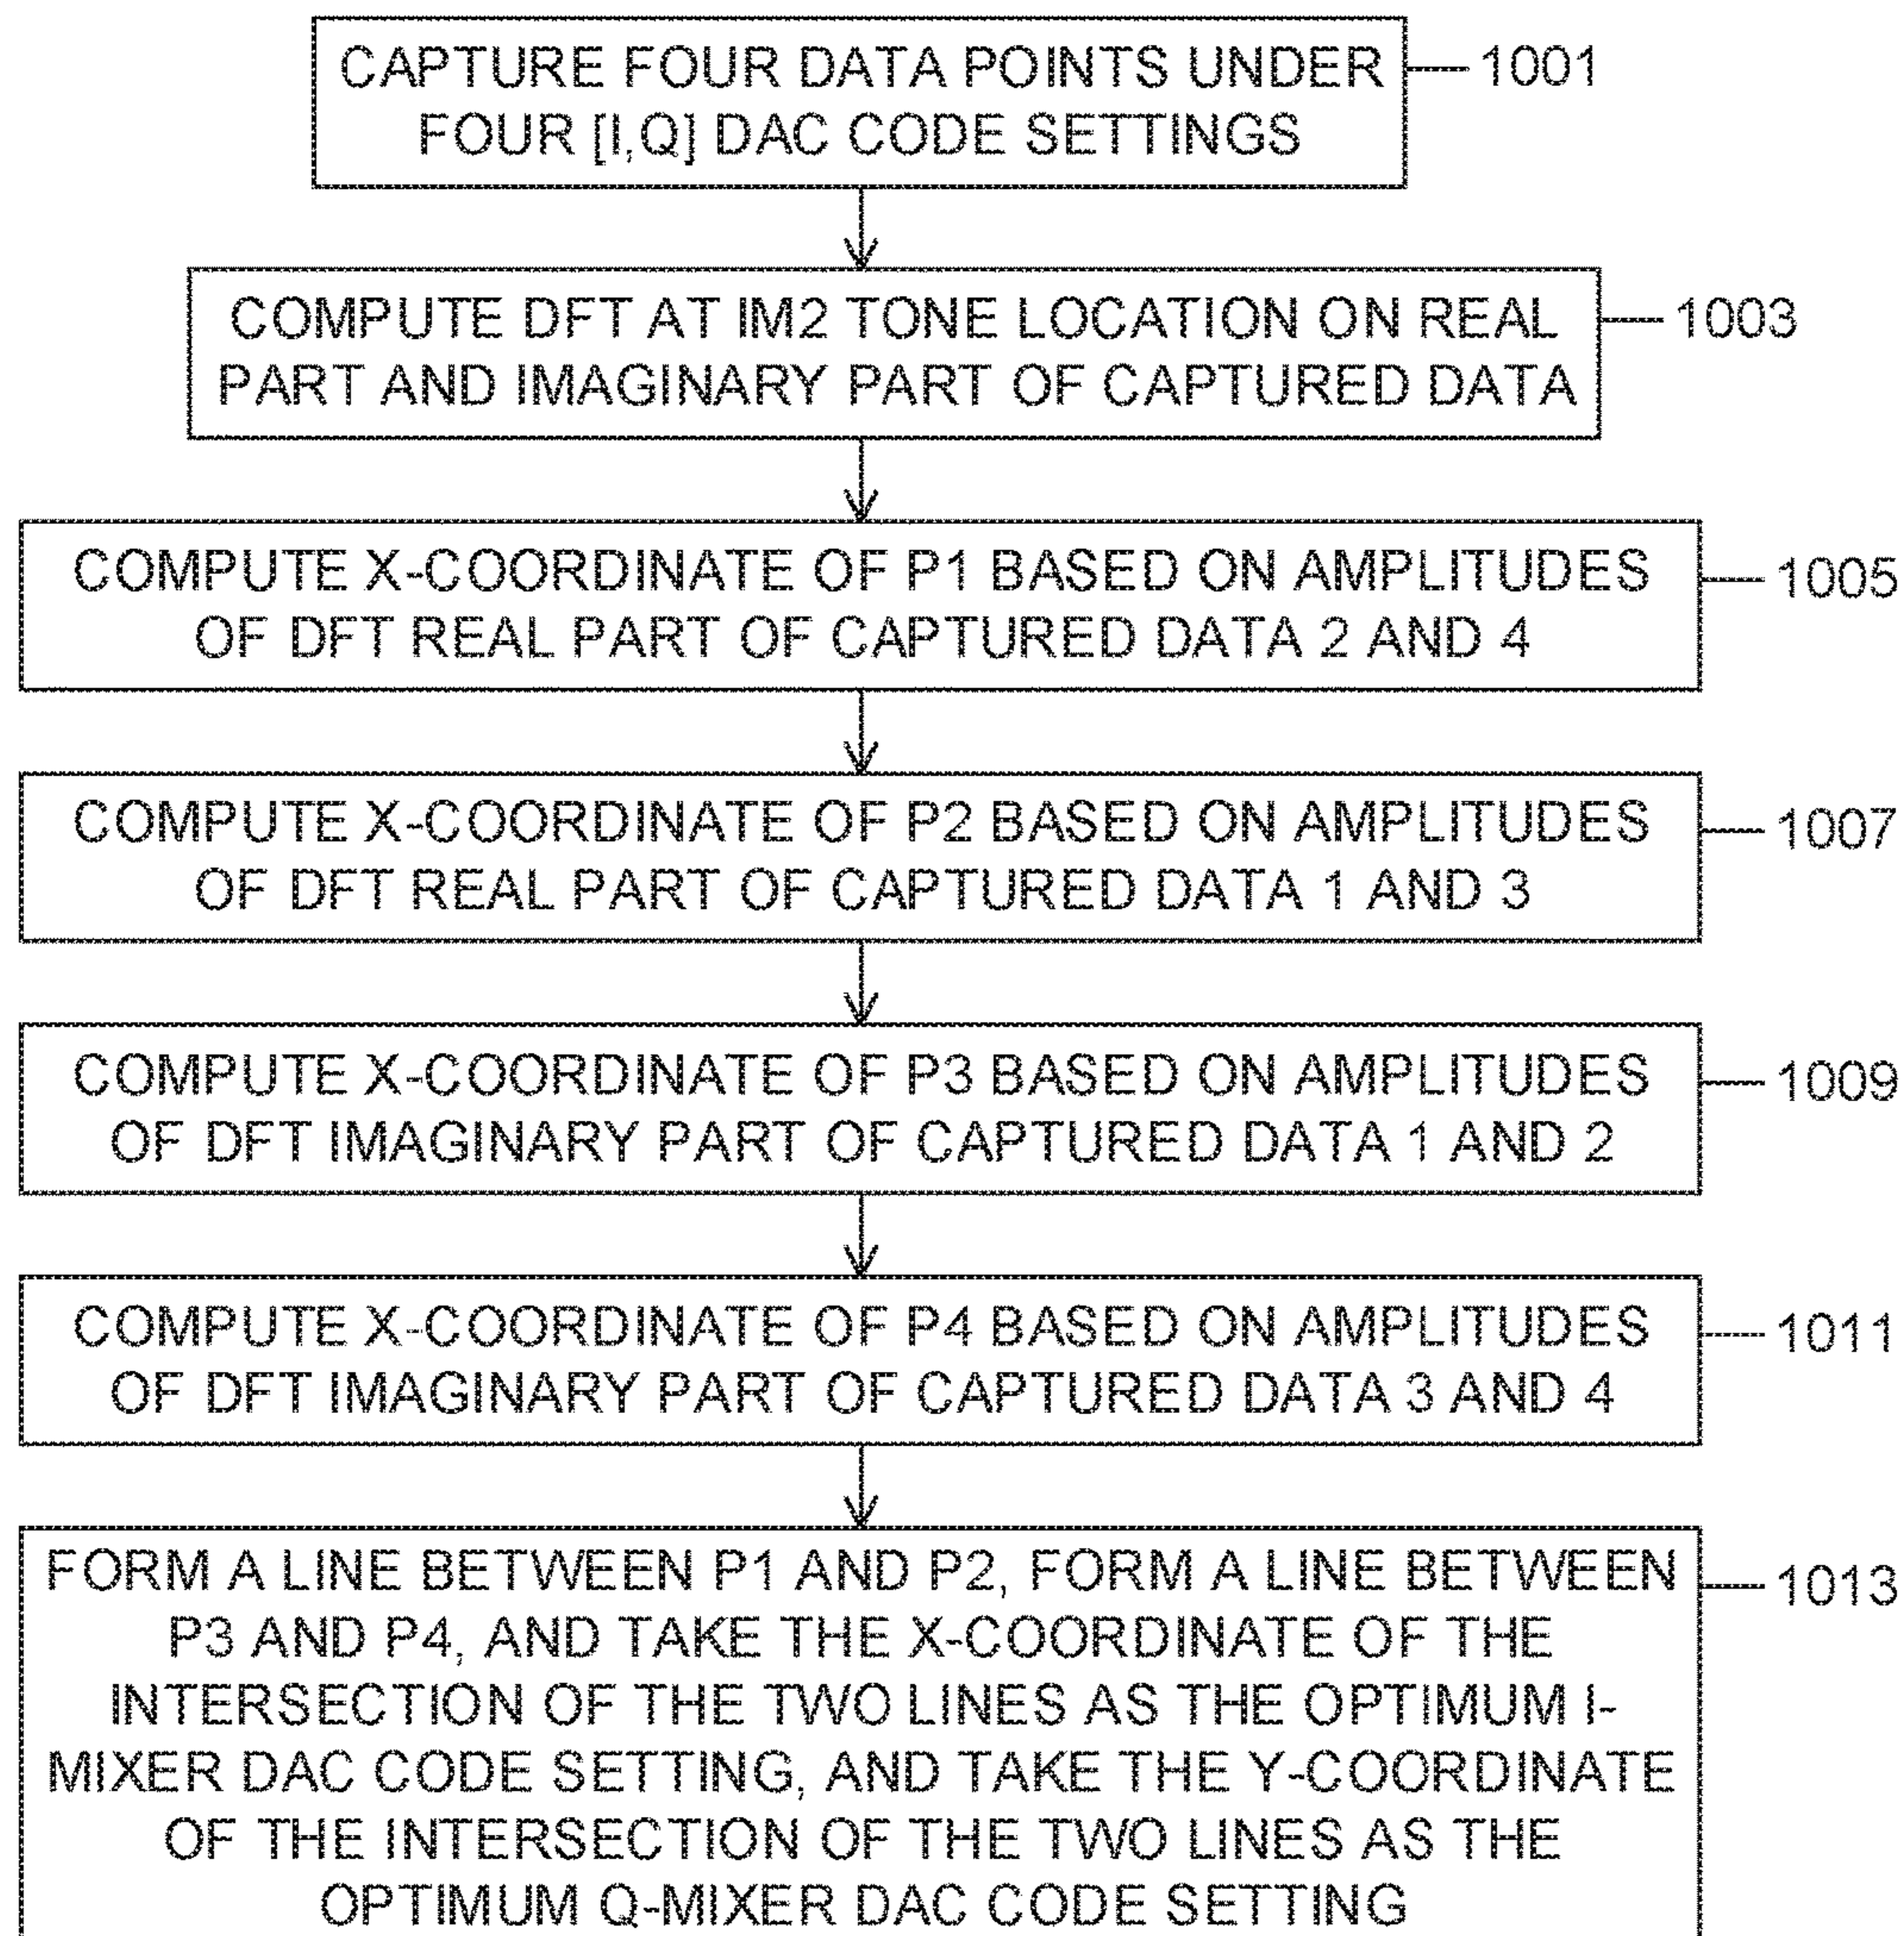 CAPTURE FOUR DATA POINTS UNDER
FOUR [I,Q] DAC CODE SETTINGS
1001
COMPUTE DFT AT IM2 TONE LOCATION ON REAL
PART AND IMAGINARY PART OF CAPTURED DATA
1003
COMPUTE X-COORDINATE OF P1 BASED ON AMPLITUDES
OF DFT REAL PART OF CAPTURED DATA 2 AND 4
1005
COMPUTE X-COORDINATE OF P2 BASED ON AMPLITUDES
OF DFT REAL PART OF CAPTURED DATA 1 AND 3
1007
COMPUTE X-COORDINATE OF P3 BASED ON AMPLITUDES
OF DFT IMAGINARY PART OF CAPTURED DATA 1 AND 2
1009
COMPUTE X-COORDINATE OF P4 BASED ON AMPLITUDES
OF DFT IMAGINARY PART OF CAPTURED DATA 3 AND 4
1011
FORM A LINE BETWEEN P1 AND P2, FORM A LINE BETWEEN
P3 AND P4, AND TAKE THE X-COORDINATE OF THE
INTERSECTION OF THE TWO LINES AS THE OPTIMUM I-
MIXER DAC CODE SETTING, AND TAKE THE Y-COORDINATE
OF THE INTERSECTION OF THE TWO LINES AS THE
OPTIMUM Q-MIXER DAC CODE SETTING
1013